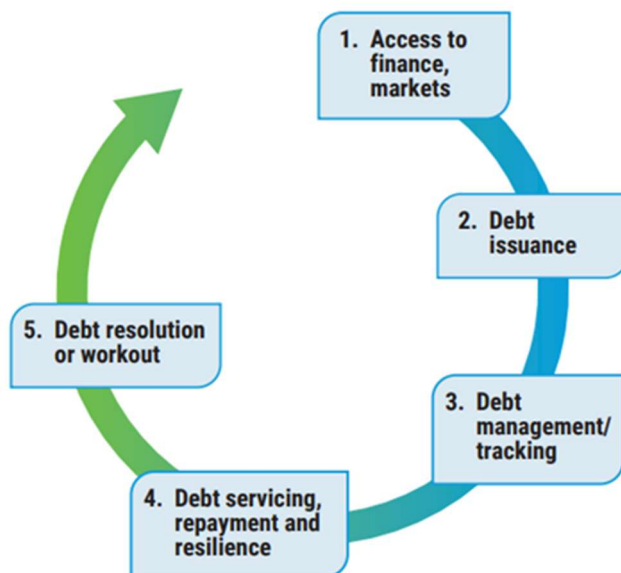 1. Access to
finance,
markets
2. Debt
issuance
3. Debt
management/
tracking
4. Debt servicing,
repayment and
resilience
5. Debt resolution
or workout